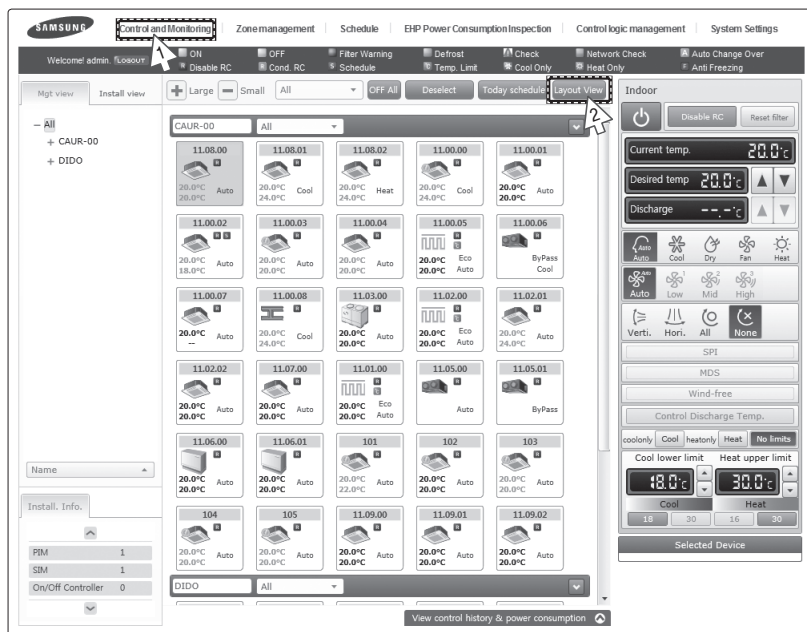 SAMSUNG
Control and Monitoring
Zone management
Schedule
EHP Power Consumption Inspection
Control logic management
System Settings
Welcome! admin. LOGOUT
ON
OFF
Filter Warning
Defrost
Check
Network Check
Auto Change Over
Disable RC
Cond. RC
Schedule
Temp. Limit
Cool Only
Heat Only
Anti Freezing
1
Mgt view
Install view
Large
Small
All
OFF All
Deselect
Today schedule
Layout View
2
All
CAUR-00
DIDO
CAUR-00
All
11.08.00
20.0°C Auto
20.0°C
11.08.01
20.0°C Cool
24.0°C
11.08.02
20.0°C Heat
24.0°C
11.00.00
20.0°C Cool
24.0°C
11.00.01
20.0°C Auto
20.0°C
11.00.02
20.0°C Auto
18.0°C
11.00.03
20.0°C Auto
20.0°C
11.00.04
20.0°C Auto
20.0°C
11.00.05
20.0°C Eco
20.0°C Auto
11.00.06
ByPass
Cool
11.00.07
20.0°C Auto
--
11.00.08
20.0°C Cool
24.0°C
11.03.00
20.0°C Auto
20.0°C
11.02.00
20.0°C Eco
20.0°C Auto
11.02.01
20.0°C Auto
24.0°C
11.02.02
20.0°C Auto
20.0°C
11.07.00
20.0°C Auto
20.0°C
11.01.00
20.0°C Eco
20.0°C Auto
11.05.00
Auto
11.05.01
ByPass
11.06.00
20.0°C Auto
20.0°C
11.06.01
20.0°C Auto
20.0°C
101
20.0°C Auto
22.0°C
102
20.0°C Auto
20.0°C
103
20.0°C Auto
20.0°C
104
20.0°C Auto
20.0°C
105
20.0°C Auto
20.0°C
11.09.00
20.0°C Auto
20.0°C
11.09.01
20.0°C Auto
20.0°C
11.09.02
20.0°C Auto
20.0°C
DIDO
All
View control history & power consumption
Name
Install. Info.
PIM 1
SIM 1
On/Off Controller 0
Indoor
Disable RC
Reset filter
Current temp. 20.0°c
Desired temp 20.0°c
Discharge --.-°c
Auto
Auto
Cool
Dry
Fan
Heat
Auto
Auto
1
Low
2
Mid
3
High
Verti.
Hori.
All
None
SPI
MDS
Wind-free
Control Discharge Temp.
coolonly
Cool
heatonly
Heat
No limits
Cool lower limit
Heat upper limit
18.0°c
30.0°c
Cool
Heat
18
30
16
30
Selected Device